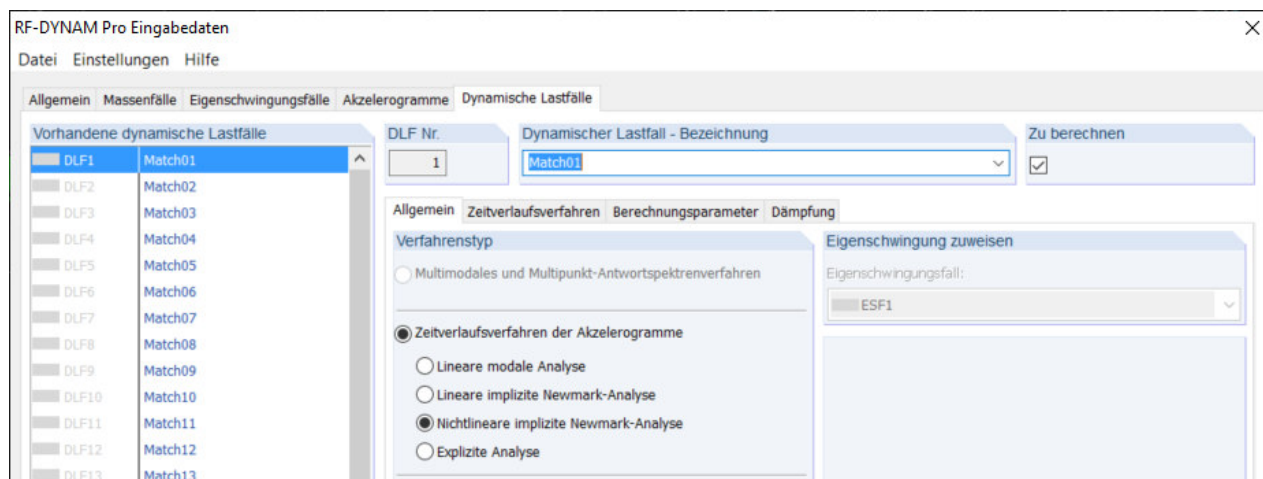 RF-DYNAM Pro Eingabedaten
Datei Einstellungen Hilfe
Allgemein Massenfälle Eigenschwingungsfälle Akzelerogramme Dynamische Lastfälle
Vorhandene dynamische Lastfälle
DLF1 Match01
DLF2 Match02
DLF3 Match03
DLF4 Match04
DLF5 Match05
DLF6 Match06
DLF7 Match07
DLF8 Match08
DLF9 Match09
DLF10 Match10
DLF11 Match11
DLF12 Match12
DLF13 Match13
DLF Nr.
1
Dynamischer Lastfall - Bezeichnung
Match01
Zu berechnen
Allgemein Zeitverlaufsverfahren Berechnungsparameter Dämpfung
Verfahrenstyp
Multimodales und Multipunkt-Antwortspektrenverfahren
Zeitverlaufsverfahren der Akzelerogramme
Lineare modale Analyse
Lineare implizite Newmark-Analyse
Nichtlineare implizite Newmark-Analyse
Explizite Analyse
Eigenschwingung zuweisen
Eigenschwingungsfall:
ESF1